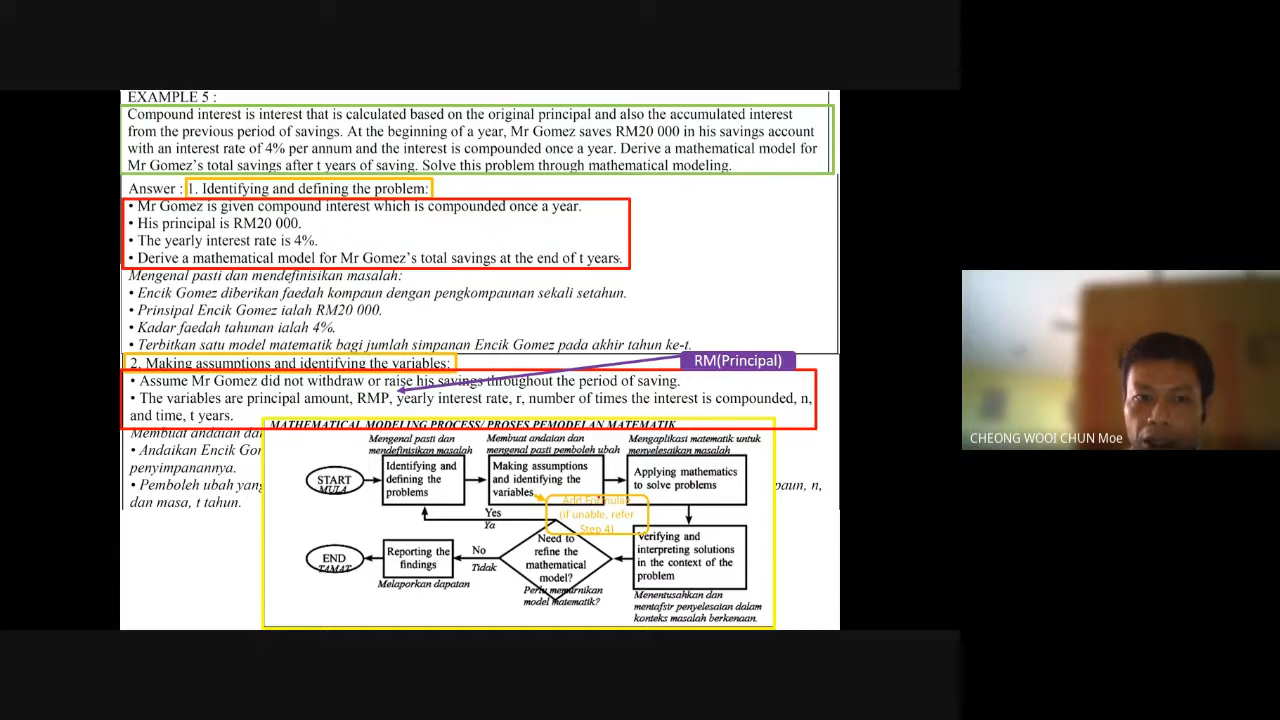 EXAMPLE 5 :
Compound interest is interest that is calculated based on the original principal and also the accumulated interest
from the previous period of savings. At the beginning of a year, Mr Gomez saves RM20 000 in his savings account
with an interest rate of 4% per annum and the interest is compounded once a year. Derive a mathematical model for
Mr Gomez's total savings after t years of saving. Solve this problem through mathematical modeling.
Answer : 1. Identifying and defining the problem:
• Mr Gomez is given compound interest which is compounded once a year.
• His principal is RM20 000.
• The yearly interest rate is 4%.
• Derive a mathematical model for Mr Gomez's total savings at the end of t years.
Mengenal pasti dan mendefinisikan masalah:
• Encik Gomez diberikan faedah kompaun dengan pengkompaunan sekali setahun.
• Prinsipal Encik Gomez ialah RM20 000.
• Kadar faedah tahunan ialah 4%.
• Terbitkan satu model matematik bagi jumlah simpanan Encik Gomez pada akhir tahun ke-t.
2. Making assumptions and identifying the variables:
RM(Principal)
• Assume Mr Gomez did not withdraw or raise his savings throughout the period of saving.
• The variables are principal amount, RMP, yearly interest rate, r, number of times the interest is compounded, n,
and time, t years.
Membuat andaian da
• Andaikan Encik Gor
penyimpanannya.
• Pemboleh ubah yang
paun, n,
dan masa, t tahun.
MATHEMATICAL MODELING PROCESS/ PROSES PEMODELAN MATEMATIK
Mengenal pasti dan
mendefinisikan masalah
Membuat andaian dan
mengenal pasti pemboleh ubah
Mengaplikasi matematik untuk
menyelesaikan masalah
START
MULA
Identifying and
defining the
problems
Making assumptions
and identifying the
variables
Applying mathematics
to solve problems
Add Formulae
(if unable, refer
Step 4)
Yes
Ya
END
TAMAT
Reporting the
findings
Melaporkan dapatan
No
Tidak
Need to
refine the
mathematical
model?
Perlu memurnikan
model matematik?
Verifying and
interpreting solutions
in the context of the
problem
Menentusahkan dan
mentafsir penyelesaian dalam
konteks masalah berkenaan.
CHEONG WOOI CHUN Moe